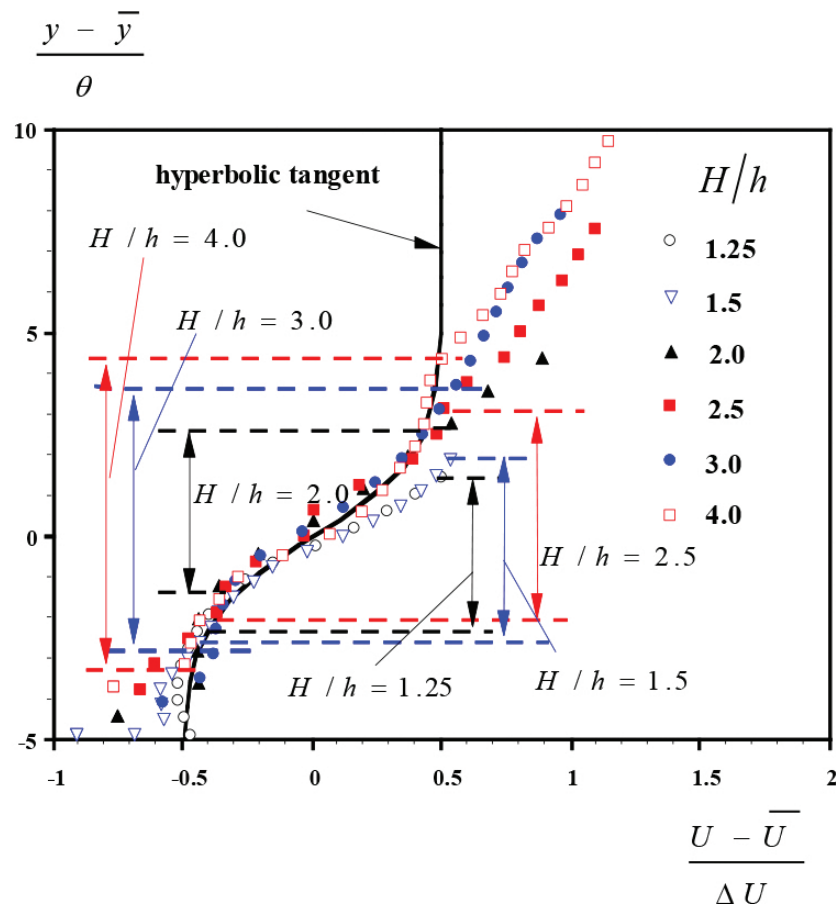 y - y̅
θ
10
hyperbolic tangent
H/h
H / h = 4.0
1.25
H / h = 3.0
1.5
5
2.0
2.5
H / h = 2.0
3.0
4.0
0
H / h = 2.5
H / h = 1.25
H / h = 1.5
-5
-1 -0.5 0 0.5 1 1.5 2
U - U̅
Δ U